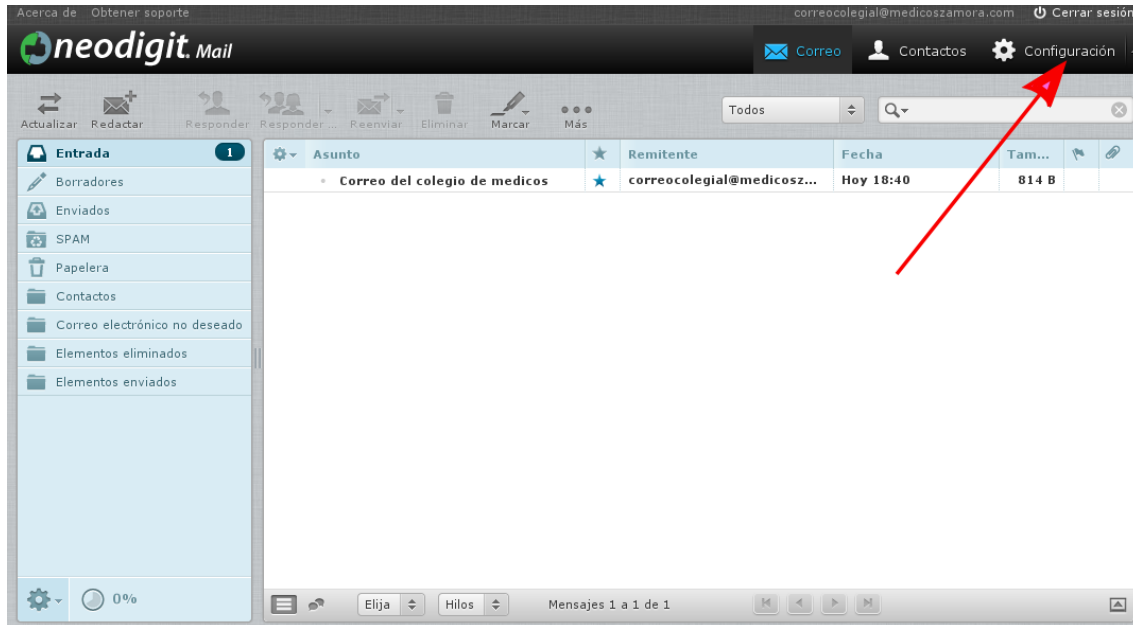 Acerca de Obtener soporte correocolegial@medicoszamora.com Cerrar sesión
neodigit. Mail Correo Contactos Configuración
Todos
Actualizar Redactar Responder Responder ... Reenviar Eliminar Marcar Más
Entrada 1 Asunto Remitente Fecha Tam...
Borradores Correo del colegio de medicos correocolegial@medicosz... Hoy 18:40 814 B
Enviados
SPAM
Papelera
Contactos
Correo electrónico no deseado
Elementos eliminados
Elementos enviados
0% Elija Hilos Mensajes 1 a 1 de 1